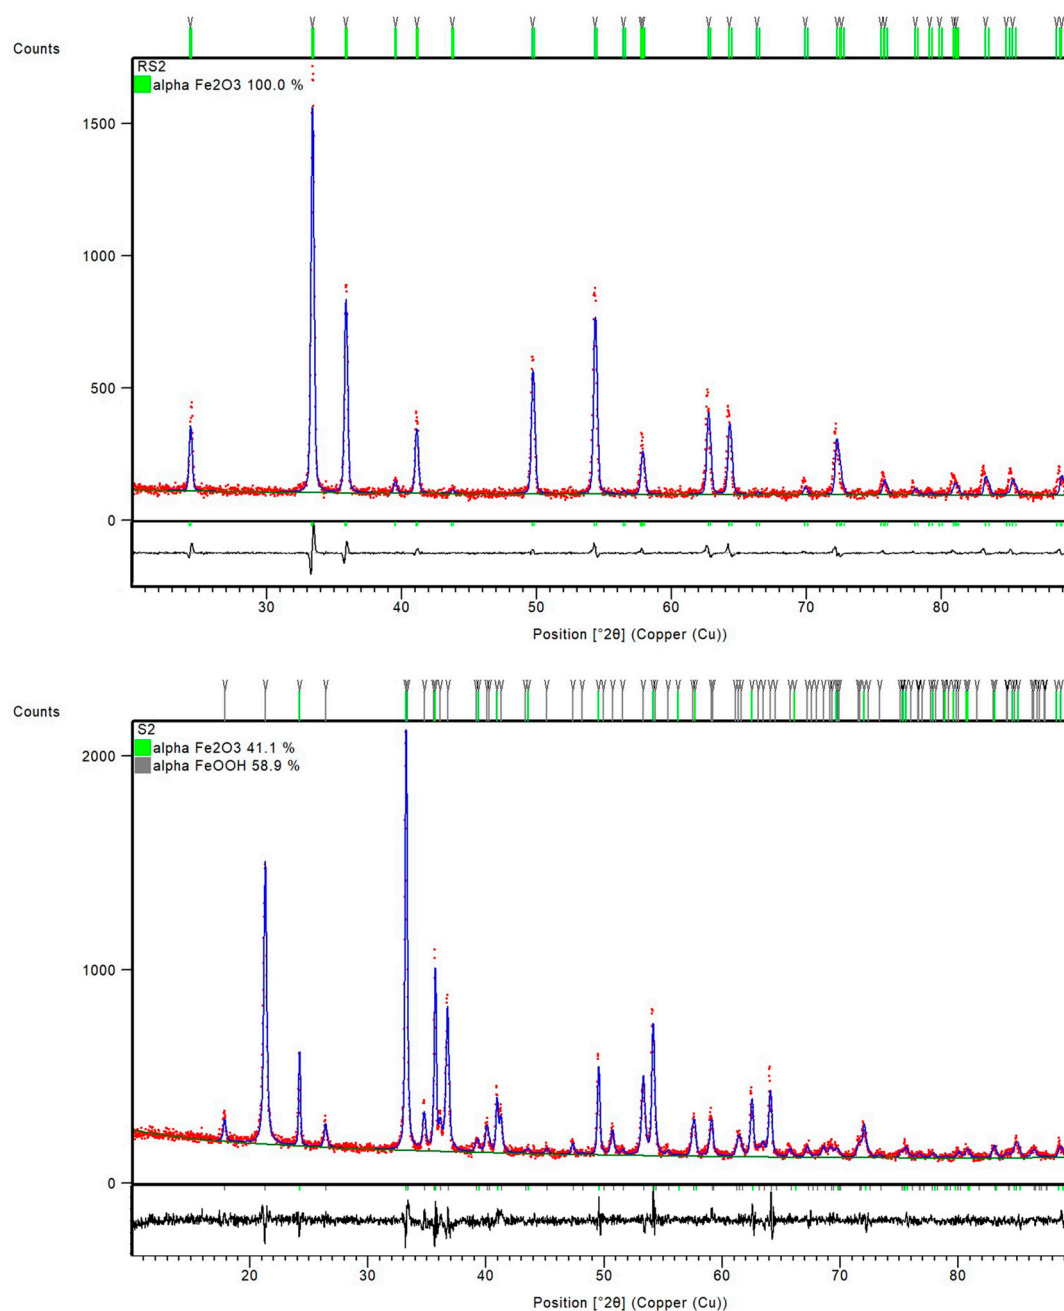 Counts
RS2
alpha Fe2O3 100.0 %
1500
1000
500
0
30 40 50 60 70 80
Position [°2θ] (Copper (Cu))
Counts
S2
alpha Fe2O3 41.1 %
alpha FeOOH 58.9 %
2000
1000
0
20 30 40 50 60 70 80
Position [°2θ] (Copper (Cu))